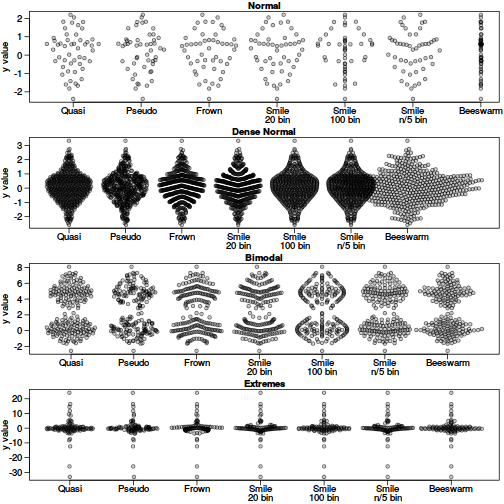 Normal
y value
2
1
0
-1
-2
Quasi Pseudo Frown Smile Smile Smile Beeswarm
20 bin 100 bin n/5 bin
Dense Normal
y value
3
2
1
0
-1
-2
Quasi Pseudo Frown Smile Smile Smile Beeswarm
20 bin 100 bin n/5 bin
Bimodal
y value
8
6
4
2
0
-2
Quasi Pseudo Frown Smile Smile Smile Beeswarm
20 bin 100 bin n/5 bin
Extremes
y value
20
10
0
-10
-20
-30
Quasi Pseudo Frown Smile Smile Smile Beeswarm
20 bin 100 bin n/5 bin